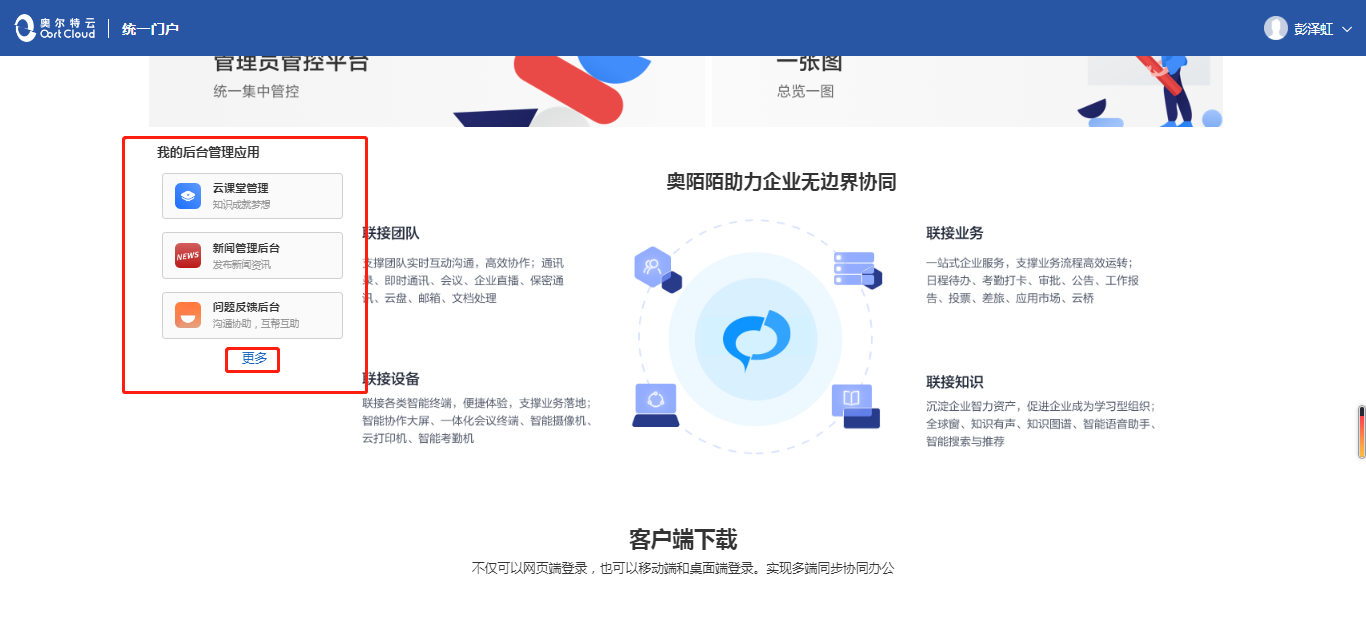 奥尔特云
Oort Cloud
统一门户
彭泽虹
管理员管控平台
统一集中管控
一张图
总览一图
我的后台管理应用
云课堂管理
知识成就梦想
NEWS
新闻管理后台
发布新闻资讯
问题反馈后台
沟通协助，互帮互助
更多
奥陌陌助力企业无边界协同
联接团队
支撑团队实时互动沟通，高效协作；通讯
录、即时通讯、会议、企业直播、保密通
讯、云盘、邮箱、文档处理
联接业务
一站式企业服务，支撑业务流程高效运转；
日程待办、考勤打卡、审批、公告、工作报
告、投票、差旅、应用市场、云桥
联接设备
联接各类智能终端，便捷体验，支撑业务落地；
智能协作大屏、一体化会议终端、智能摄像机、
云打印机、智能考勤机
联接知识
沉淀企业智力资产，促进企业成为学习型组织；
全球窗、知识有声、知识图谱、智能语音助手、
智能搜索与推荐
客户端下载
不仅可以网页端登录，也可以移动端和桌面端登录。实现多端同步协同办公